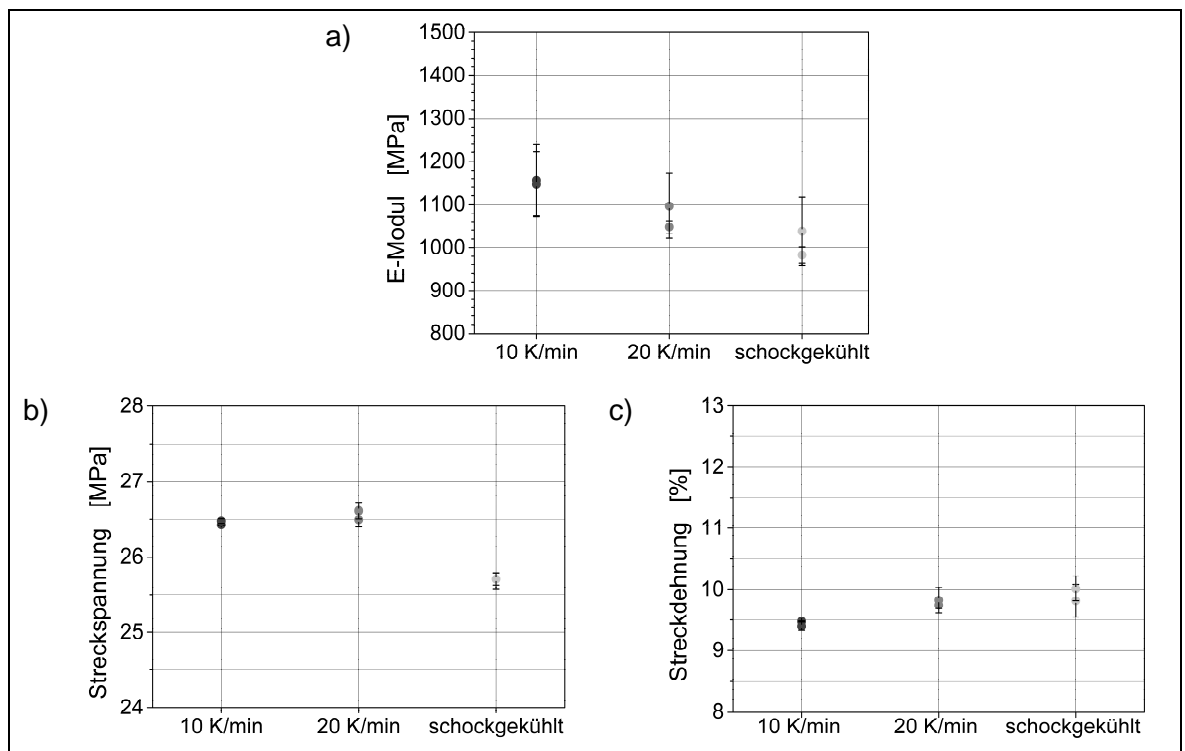 a)
E-Modul [MPa]
1500
1400
1300
1200
1100
1000
900
800
10 K/min 20 K/min schockgekühlt
b)
Streckspannung [MPa]
28
27
26
25
24
10 K/min 20 K/min schockgekühlt
c)
Streckdehnung [%]
13
12
11
10
9
8
10 K/min 20 K/min schockgekühlt